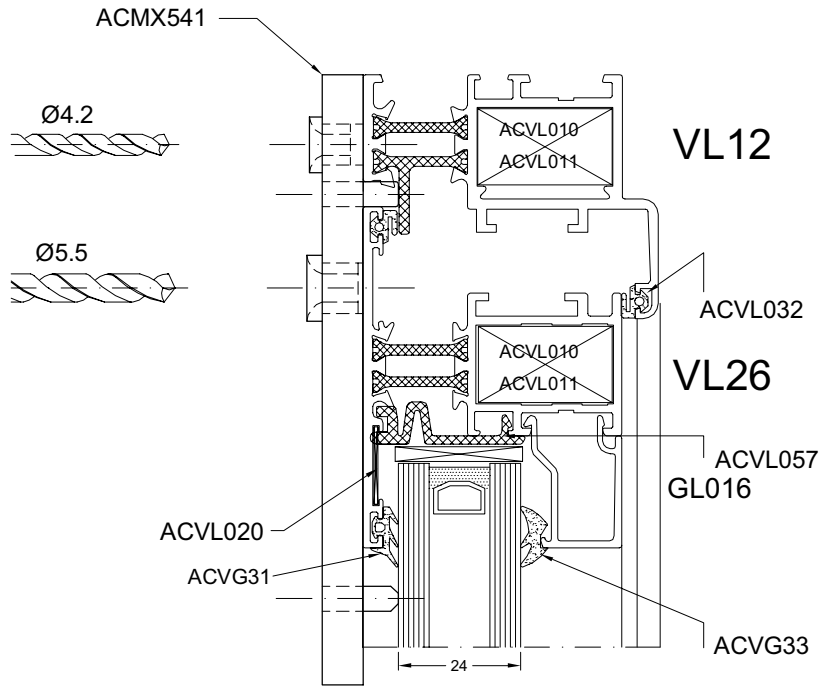 ACMX541
Ø4.2
ACVL010
ACVL011
VL12
Ø5.5
ACVL032
ACVL010
ACVL011
VL26
ACVL057
GL016
ACVL020
ACVG31
ACVG33
24